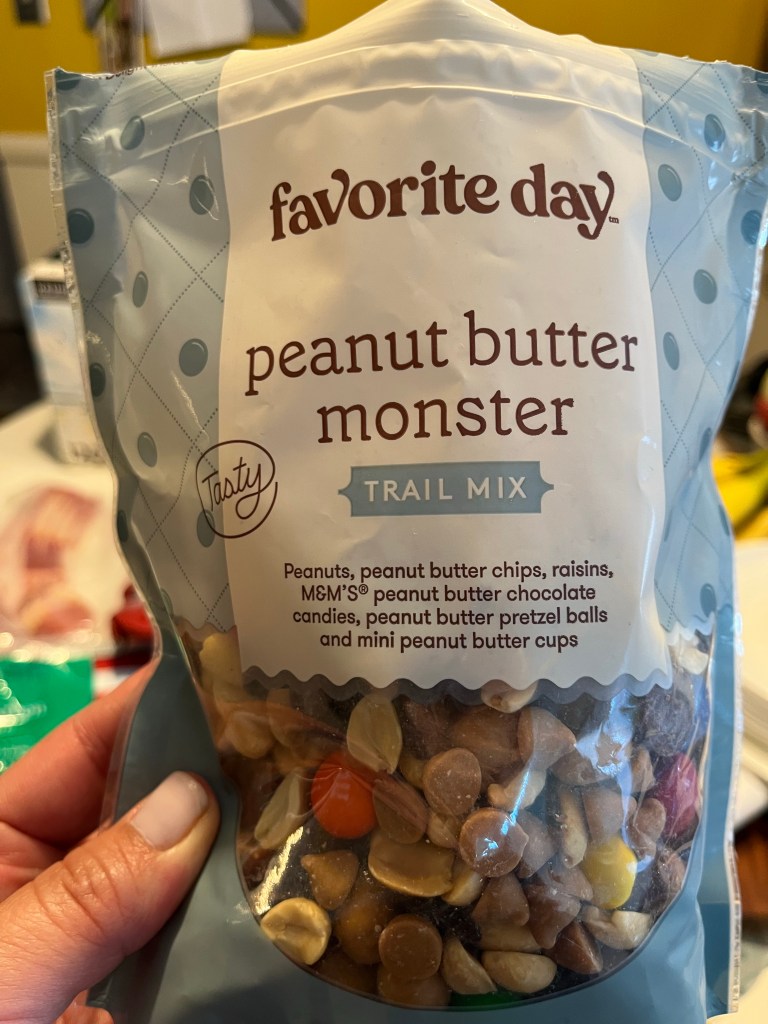 favorite day™
peanut butter
monster
Tasty
TRAIL MIX
Peanuts, peanut butter chips, raisins,
M&M'S® peanut butter chocolate
candies, peanut butter pretzel balls
and mini peanut butter cups